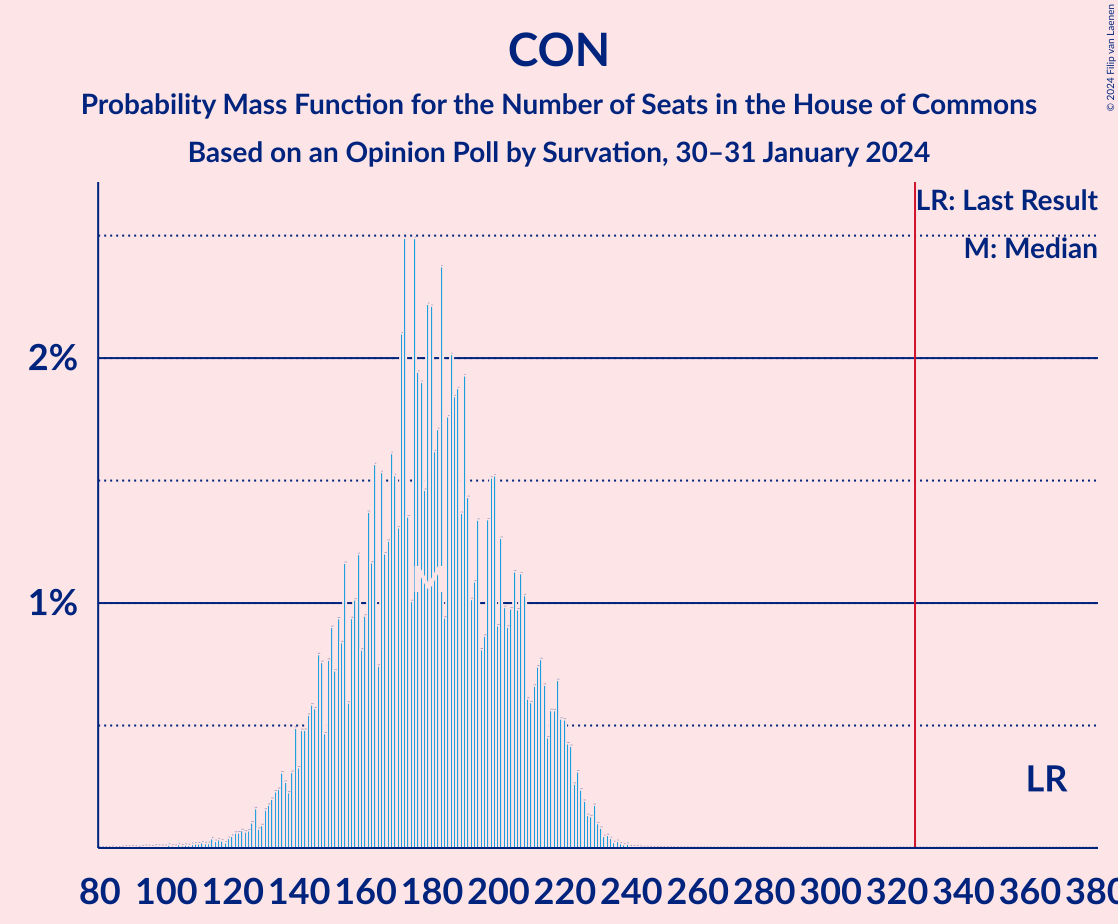 CON
Probability Mass Function for the Number of Seats in the House of Commons
Based on an Opinion Poll by Survation, 30–31 January 2024
© 2024 Filip van Laenen
LR: Last Result
M: Median
2%
1%
M
LR
80 100 120 140 160 180 200 220 240 260 280 300 320 340 360 380